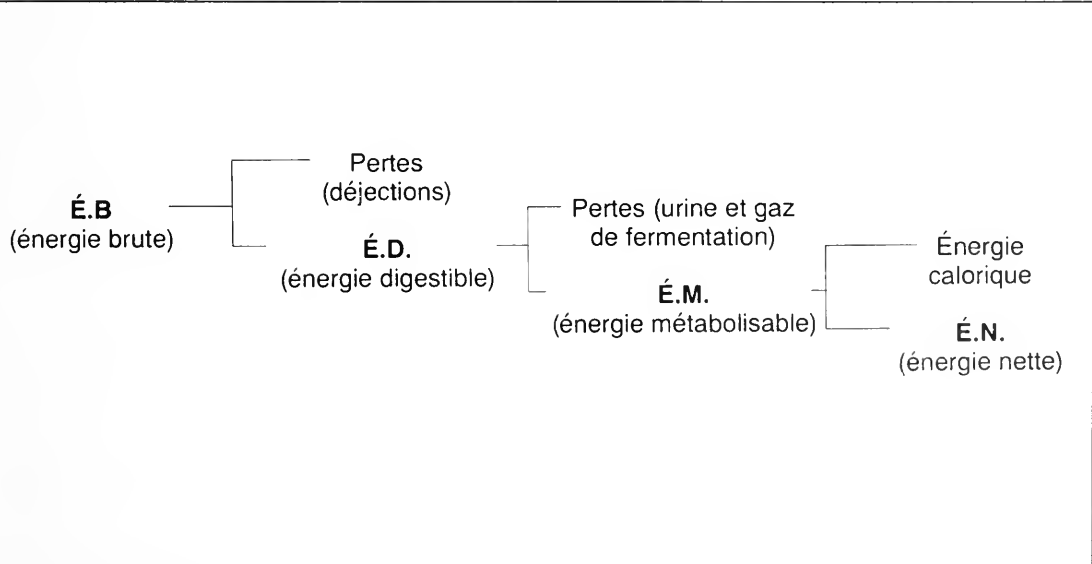 É.B
(énergie brute)
Pertes
(déjections)
É.D.
(énergie digestible)
Pertes (urine et gaz
de fermentation)
É.M.
(énergie métabolisable)
Énergie
calorique
É.N.
(énergie nette)